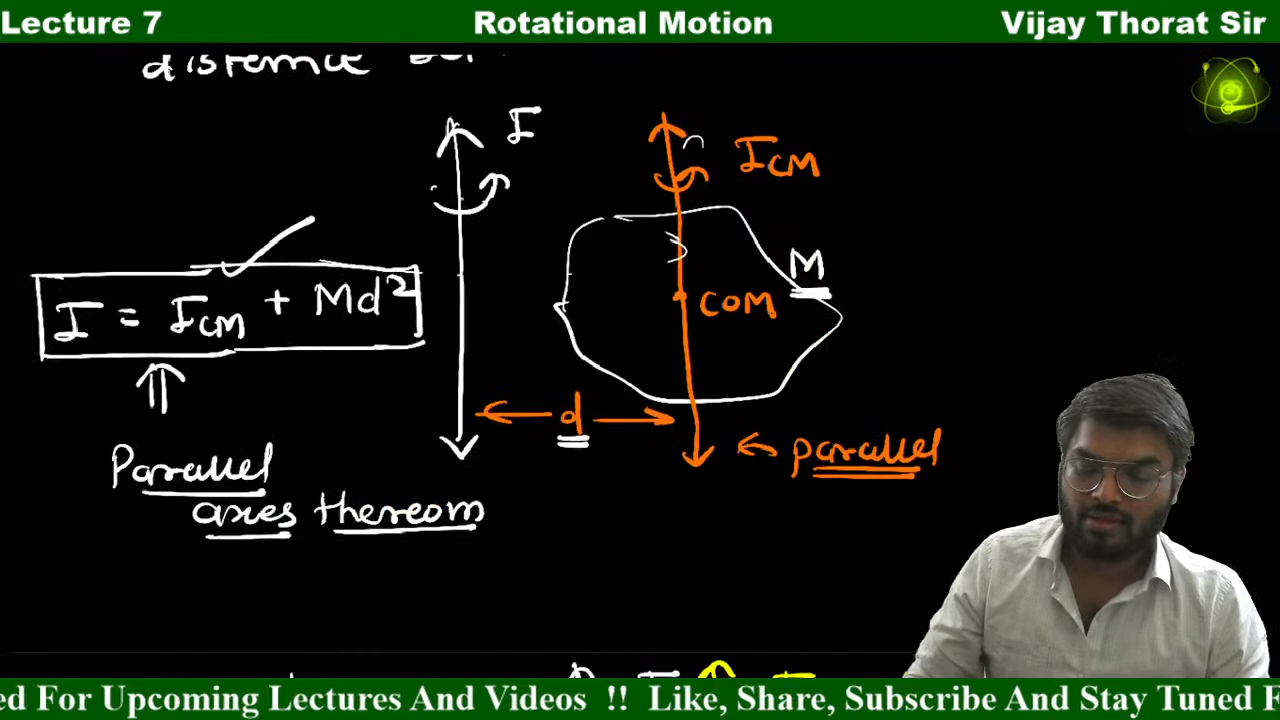 Lecture 7
Rotational Motion
Vijay Thorat Sir
distance
I
ICM
M
I = ICM + Md²
COM
d
parallel
Parallel
axes thereom
ed For Upcoming Lectures And Videos !! Like, Share, Subscribe And Stay Tuned F